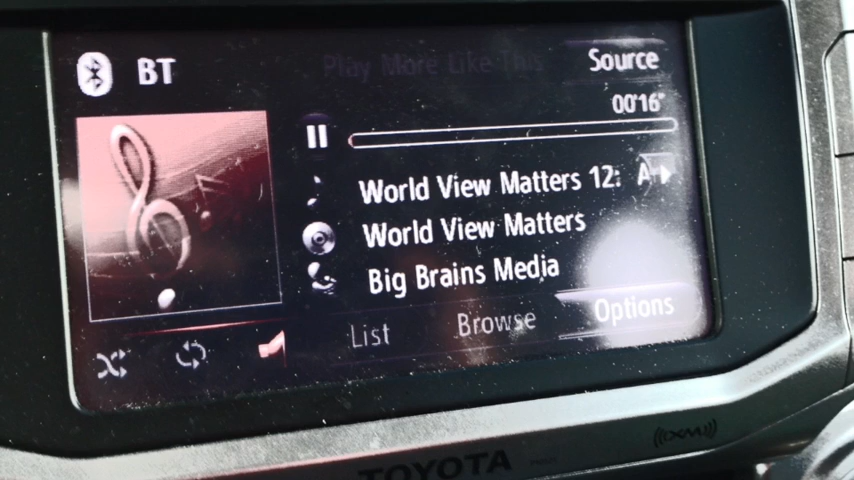 BT
Play More Like This
Source
00'16"
World View Matters 12: A
World View Matters
Big Brains Media
Options
Browse
List
((XM))
TOYOTA